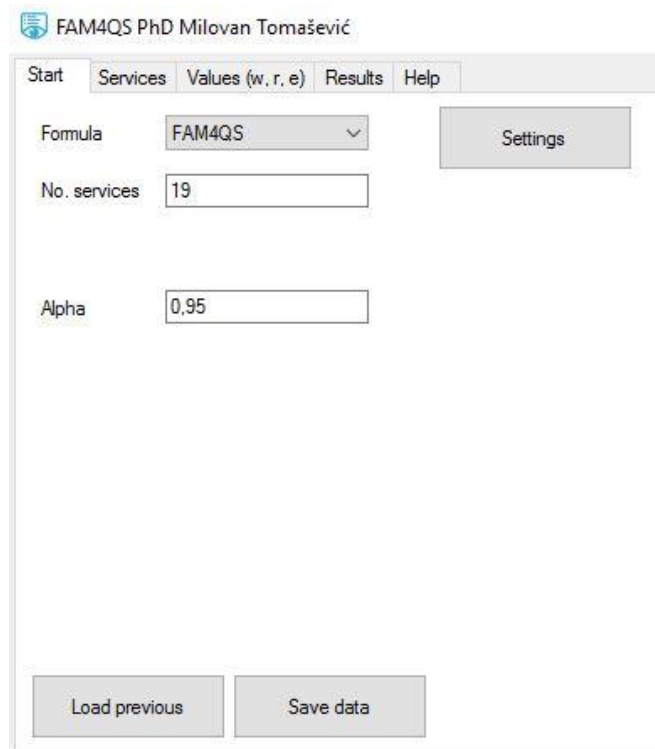 FAM4QS PhD Milovan Tomašević
Start Services Values (w, r, e) Results Help
Formula FAM4QS Settings
No. services 19
Alpha 0,95
Load previous Save data